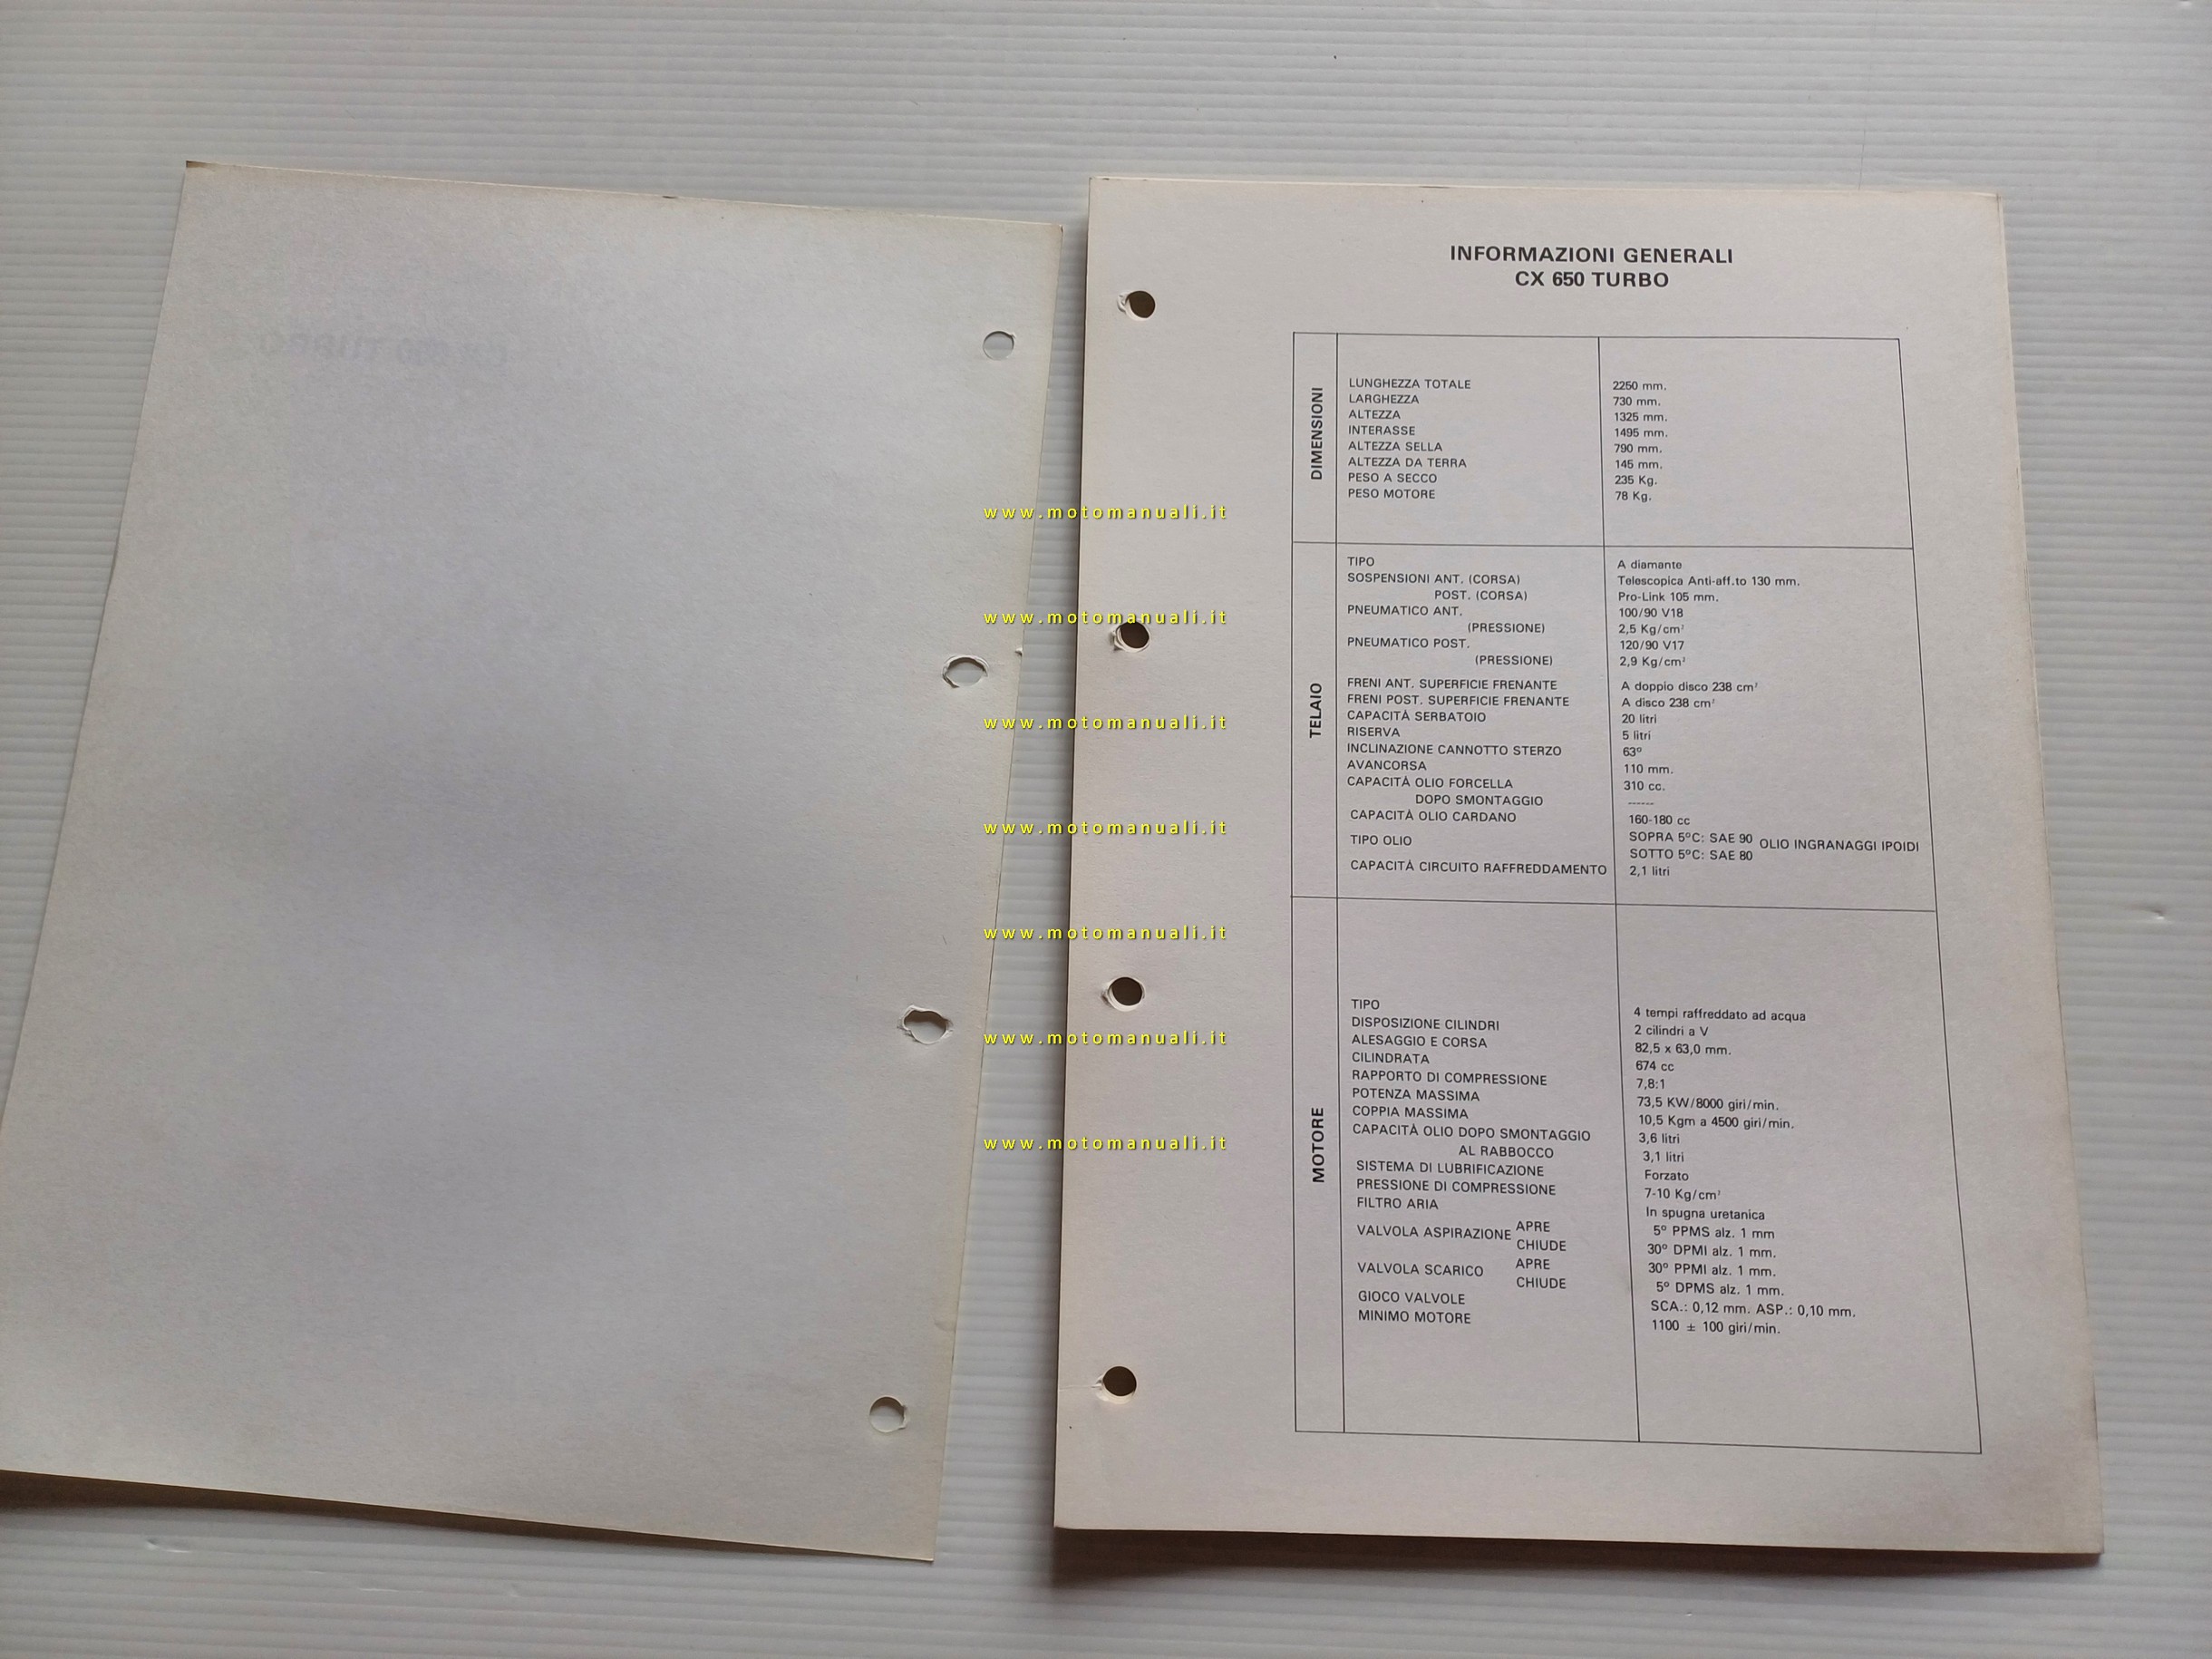 INFORMAZIONI GENERALI
CX 650 TURBO
DIMENSIONI
LUNGHEZZA TOTALE 2250 mm.
LARGHEZZA 730 mm.
ALTEZZA 1325 mm.
INTERASSE 1495 mm.
ALTEZZA SELLA 790 mm.
ALTEZZA DA TERRA 145 mm.
PESO A SECCO 235 Kg.
PESO MOTORE 78 Kg.
TELAIO
TIPO A diamante
SOSPENSIONI ANT. (CORSA) Telescopica Anti-aff.to 130 mm.
POST. (CORSA) Pro-Link 105 mm.
PNEUMATICO ANT. 100/90 V18
(PRESSIONE) 2,5 Kg/cm²
PNEUMATICO POST. 120/90 V17
(PRESSIONE) 2,9 Kg/cm²
FRENI ANT. SUPERFICIE FRENANTE A doppio disco 238 cm²
FRENI POST. SUPERFICIE FRENANTE A disco 238 cm²
CAPACITÀ SERBATOIO 20 litri
RISERVA 5 litri
INCLINAZIONE CANNOTTO STERZO 63°
AVANCORSA 110 mm.
CAPACITÀ OLIO FORCELLA 310 cc.
DOPO SMONTAGGIO ------
CAPACITÀ OLIO CARDANO 160-180 cc
TIPO OLIO SOPRA 5°C: SAE 90 OLIO INGRANAGGI IPOIDI
SOTTO 5°C: SAE 80
CAPACITÀ CIRCUITO RAFFREDDAMENTO 2,1 litri
MOTORE
TIPO 4 tempi raffreddato ad acqua
DISPOSIZIONE CILINDRI 2 cilindri a V
ALESAGGIO E CORSA 82,5 x 63,0 mm.
CILINDRATA 674 cc
RAPPORTO DI COMPRESSIONE 7,8:1
POTENZA MASSIMA 73,5 KW/8000 giri/min.
COPPIA MASSIMA 10,5 Kgm a 4500 giri/min.
CAPACITÀ OLIO DOPO SMONTAGGIO 3,6 litri
AL RABBOCCO 3,1 litri
SISTEMA DI LUBRIFICAZIONE Forzato
PRESSIONE DI COMPRESSIONE 7-10 Kg/cm²
FILTRO ARIA In spugna uretanica
VALVOLA ASPIRAZIONE APRE 5° PPMS alz. 1 mm
CHIUDE 30° DPMI alz. 1 mm.
VALVOLA SCARICO APRE 30° PPMI alz. 1 mm.
CHIUDE 5° DPMS alz. 1 mm.
GIOCO VALVOLE SCA.: 0,12 mm. ASP.: 0,10 mm.
MINIMO MOTORE 1100 ± 100 giri/min.
www.motomanuali.it
www.motomanuali.it
www.motomanuali.it
www.motomanuali.it
www.motomanuali.it
www.motomanuali.it
www.motomanuali.it